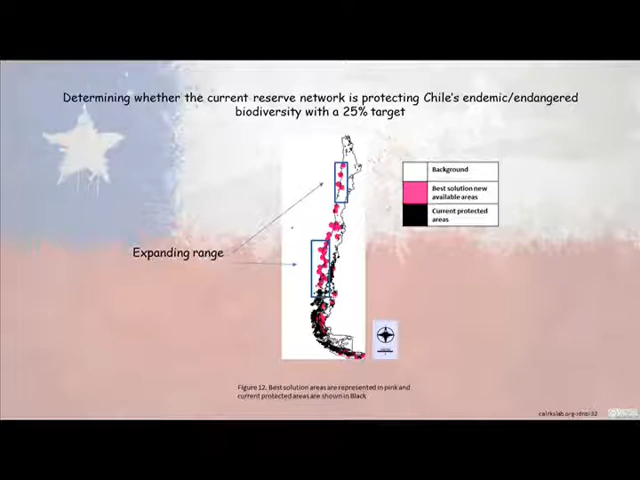 Determining whether the current reserve network is protecting Chile's endemic/endangered
biodiversity with a 25% target
Background
Best solution new
available areas
Current protected
areas
Expanding range
Figure 12. Best solution areas are represented in pink and
current protected areas are shown in Black